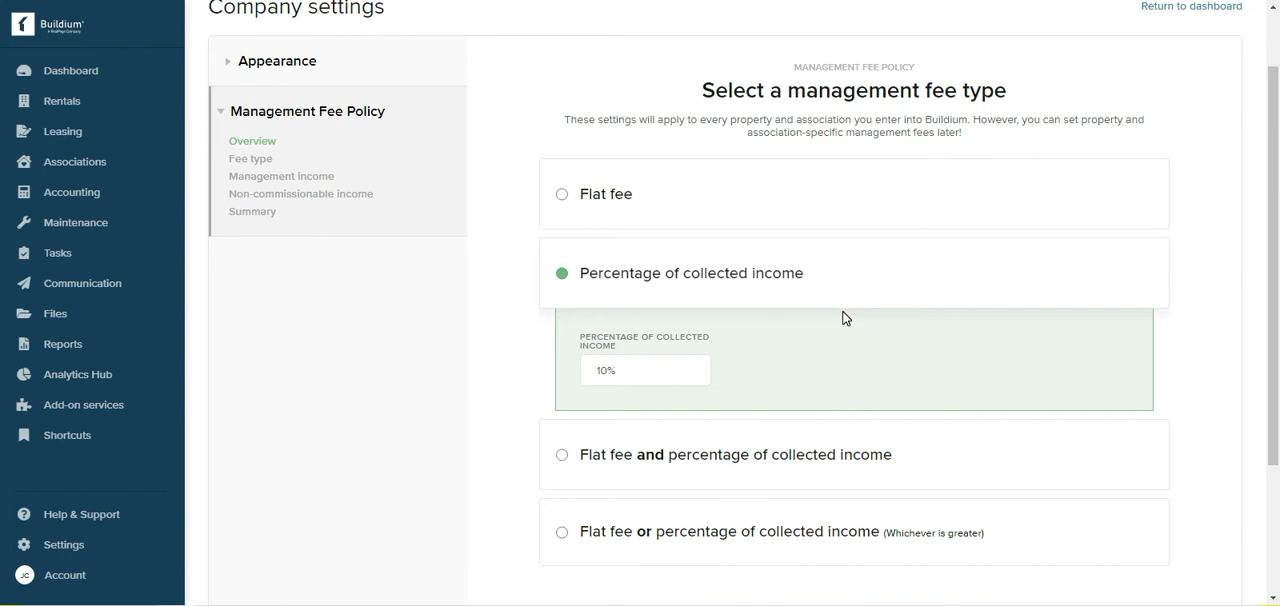 Buildium®
A RealPage Company
Dashboard
Rentals
Leasing
Associations
Accounting
Maintenance
Tasks
Communication
Files
Reports
Analytics Hub
Add-on services
Shortcuts
Help & Support
Settings
JC
Account
Company settings
Return to dashboard
Appearance
Management Fee Policy
Overview
Fee type
Management income
Non-commissionable income
Summary
MANAGEMENT FEE POLICY
Select a management fee type
These settings will apply to every property and association you enter into Buildium. However, you can set property and
association-specific management fees later!
Flat fee
Percentage of collected income
PERCENTAGE OF COLLECTED
INCOME
10%
Flat fee and percentage of collected income
Flat fee or percentage of collected income (Whichever is greater)